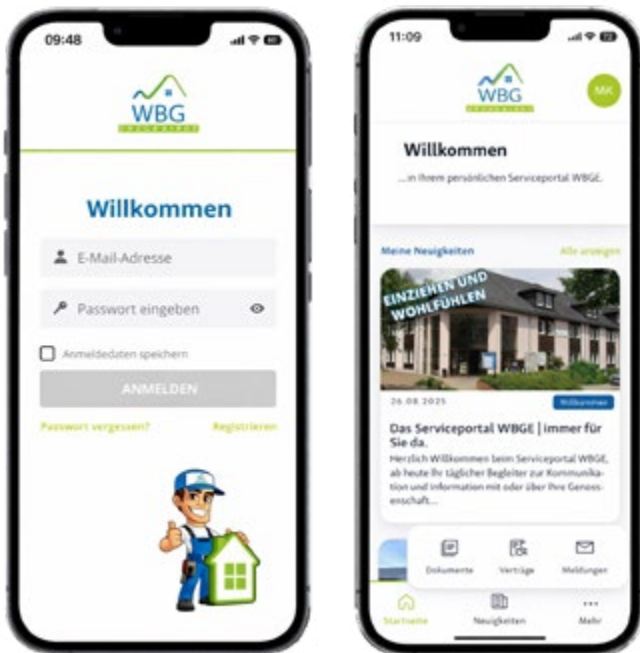 09:48
WBG
Willkommen
E-Mail-Adresse
Passwort eingeben
Anmeldedaten speichern
ANMELDEN
Passwort vergessen?
Registrieren
11:09
WBG
MK
Willkommen
...in Ihrem persönlichen Serviceportal WBGE.
Meine Neuigkeiten
Alle anzeigen
EINZIEHEN UND
WOHLFÜHLEN
26.08.2025
Willkommen
Das Serviceportal WBGE | immer für
Sie da.
Herzlich Willkommen beim Serviceportal WBGE,
ab heute Ihr täglicher Begleiter zur Kommunika-
tion und Information mit oder über Ihre Genoss-
enschaft...
Dokumente
Verträge
Meldungen
Startseite
Neuigkeiten
Mehr